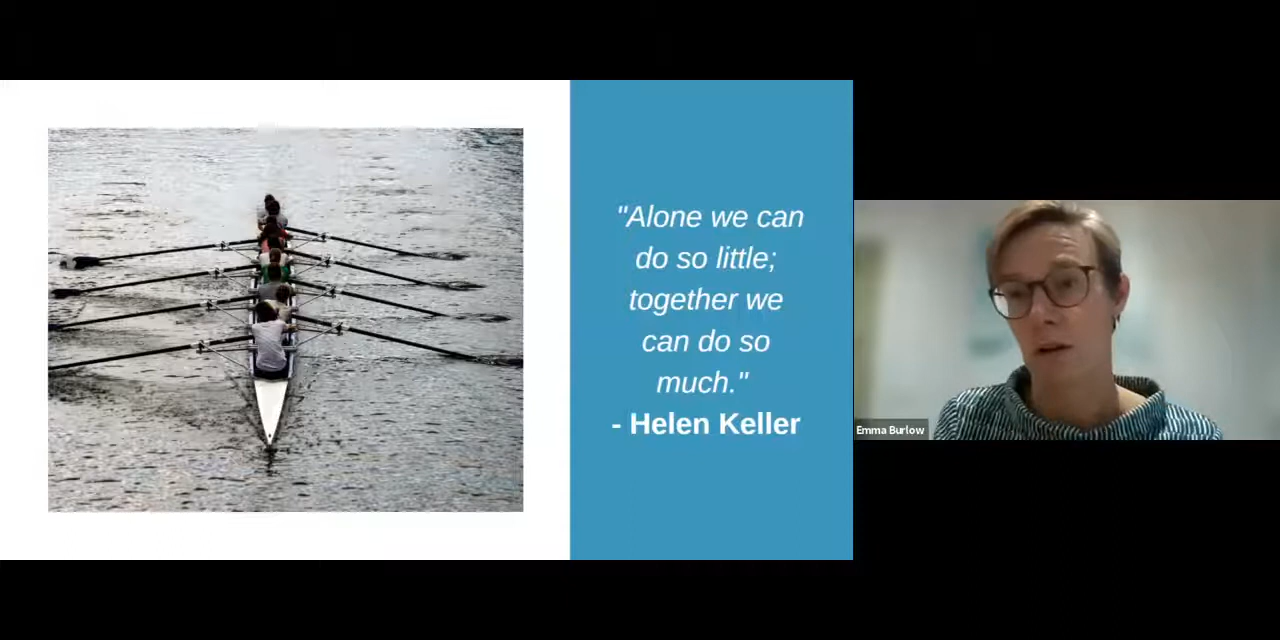 "Alone we can
do so little;
together we
can do so
much."
- Helen Keller
Emma Burlow